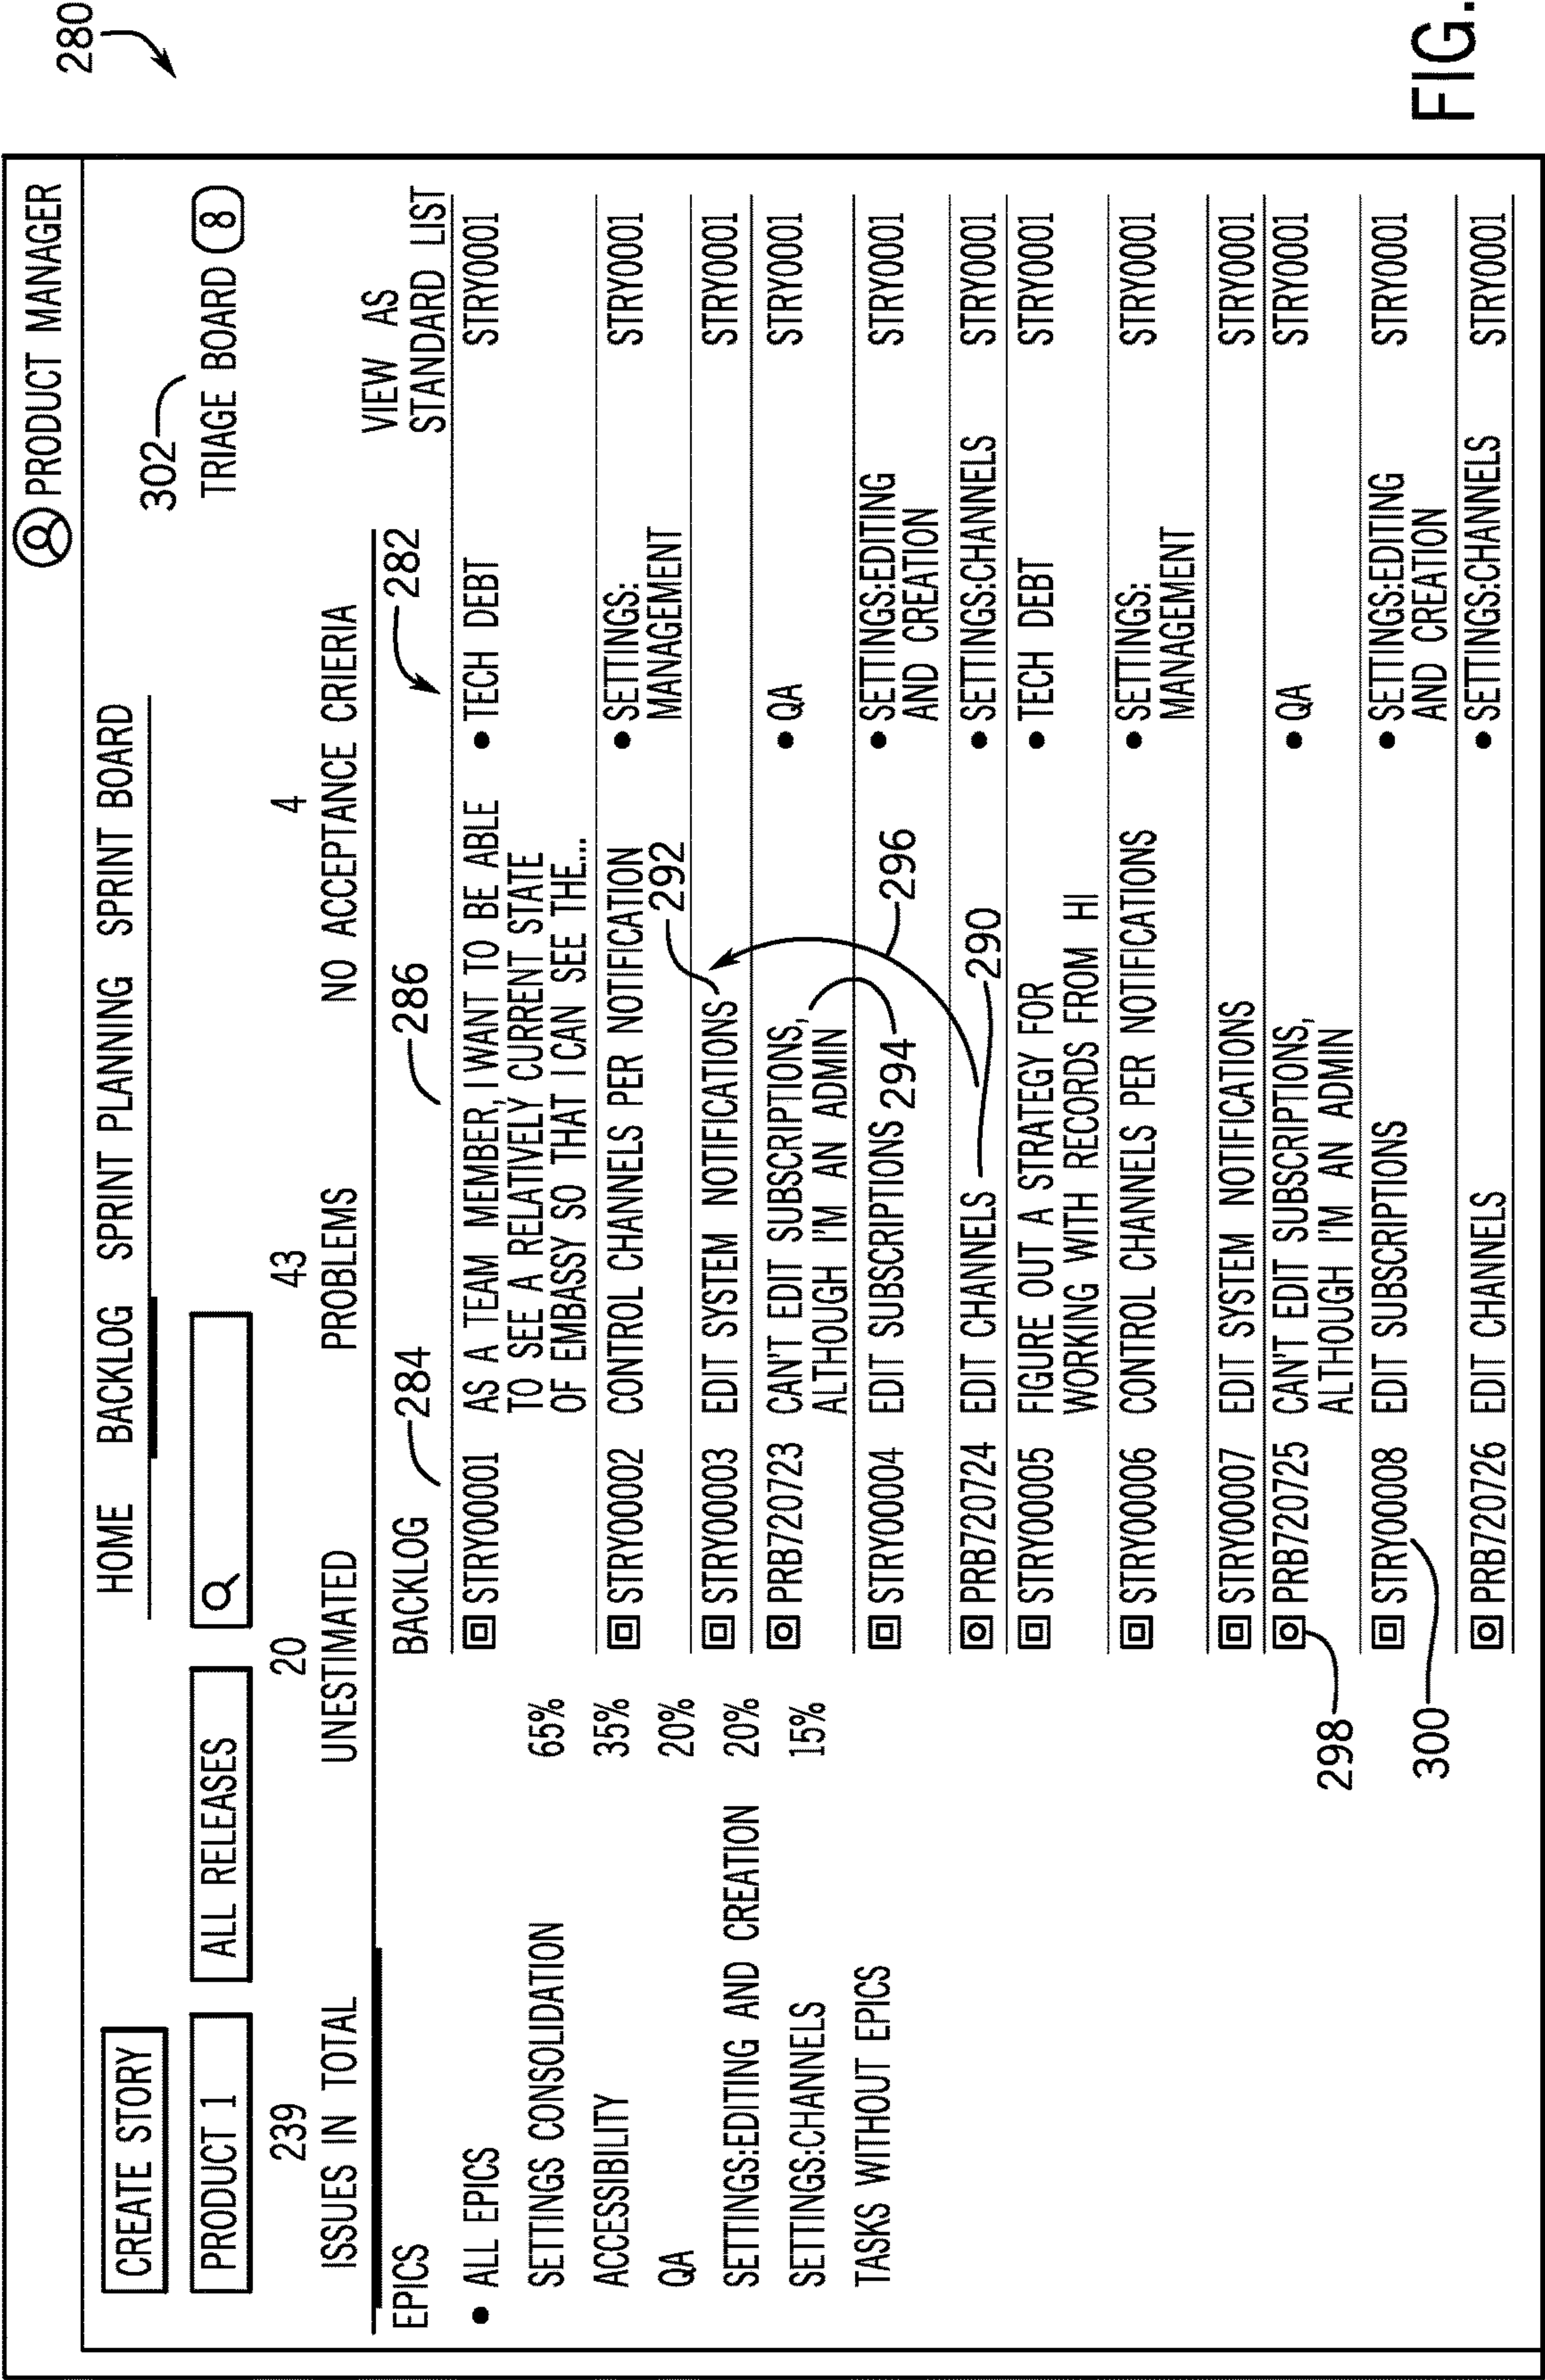 280
PRODUCT MANAGER
CREATE STORY
HOME BACKLOG SPRINT PLANNING SPRINT BOARD
302
PRODUCT 1
ALL RELEASES
TRIAGE BOARD 8
239
ISSUES IN TOTAL
20
UNESTIMATED
43
PROBLEMS
4
NO ACCEPTANCE CRIERIA
EPICS
• ALL EPICS
SETTINGS CONSOLIDATION 65%
ACCESSIBILITY 35%
QA 20%
SETTINGS:EDITING AND CREATION 20%
SETTINGS:CHANNELS 15%
TASKS WITHOUT EPICS
BACKLOG
284
286
282
VIEW AS
STANDARD LIST
STRY00001 AS A TEAM MEMBER, I WANT TO BE ABLE • TECH DEBT STRY0001
TO SEE A RELATIVELY CURRENT STATE
OF EMBASSY SO THAT I CAN SEE THE...
STRY00002 CONTROL CHANNELS PER NOTIFICATION • SETTINGS: STRY0001
MANAGEMENT
292
STRY00003 EDIT SYSTEM NOTIFICATIONS STRY0001
PRB720723 CAN'T EDIT SUBSCRIPTIONS, • QA STRY0001
ALTHOUGH I'M AN ADMIN
STRY00004 EDIT SUBSCRIPTIONS 294 296 • SETTINGS:EDITING STRY0001
AND CREATION
PRB720724 EDIT CHANNELS 290 • SETTINGS:CHANNELS STRY0001
STRY00005 FIGURE OUT A STRATEGY FOR • TECH DEBT STRY0001
WORKING WITH RECORDS FROM HI
STRY00006 CONTROL CHANNELS PER NOTIFICATIONS • SETTINGS: STRY0001
MANAGEMENT
STRY00007 EDIT SYSTEM NOTIFICATIONS STRY0001
PRB720725 CAN'T EDIT SUBSCRIPTIONS, • QA STRY0001
ALTHOUGH I'M AN ADMIN
298
STRY00008 EDIT SUBSCRIPTIONS • SETTINGS:EDITING STRY0001
AND CREATION
300
PRB720726 EDIT CHANNELS • SETTINGS:CHANNELS STRY0001
FIG.